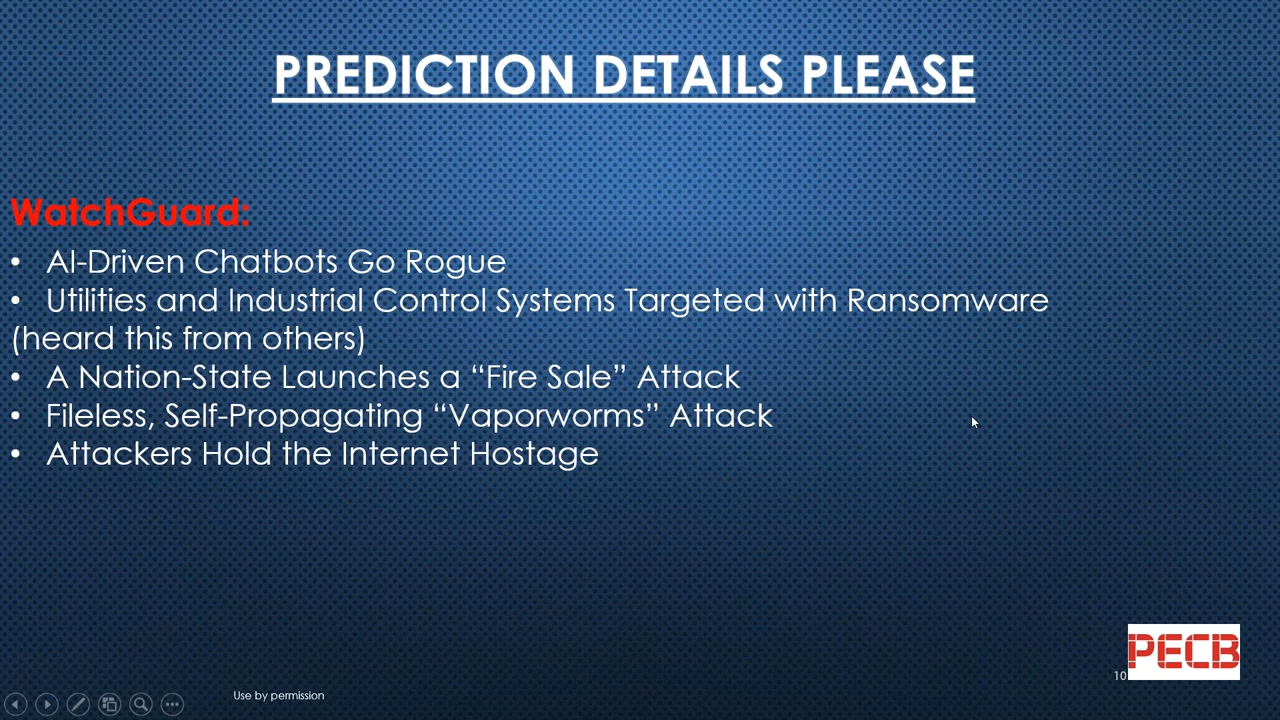 PREDICTION DETAILS PLEASE
WatchGuard:
• AI-Driven Chatbots Go Rogue
• Utilities and Industrial Control Systems Targeted with Ransomware
(heard this from others)
• A Nation-State Launches a “Fire Sale” Attack
• Fileless, Self-Propagating “Vaporworms” Attack
• Attackers Hold the Internet Hostage
PECB
10
Use by permission